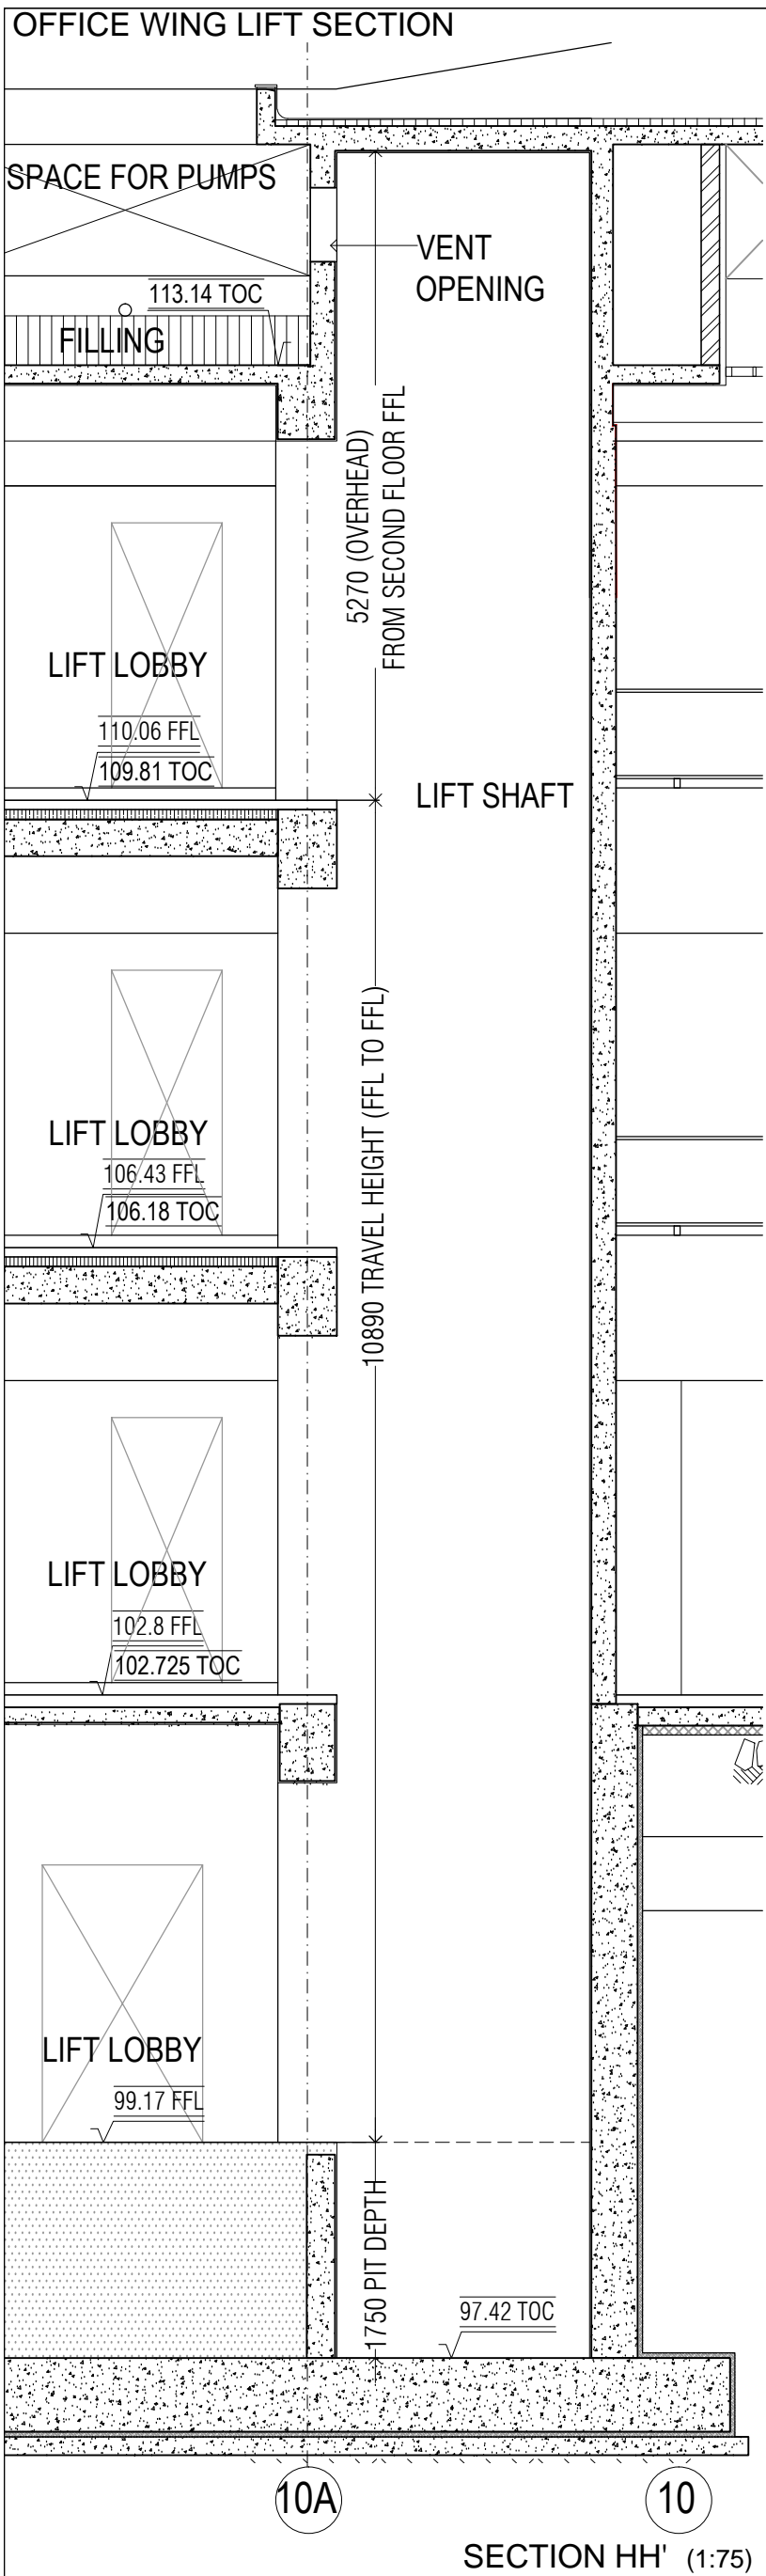 OFFICE WING LIFT SECTION
SPACE FOR PUMPS
VENT
OPENING
113.14 TOC
FILLING
5270 (OVERHEAD)
FROM SECOND FLOOR FFL
LIFT LOBBY
110.06 FFL
109.81 TOC
LIFT SHAFT
10890 TRAVEL HEIGHT (FFL TO FFL)
LIFT LOBBY
106.43 FFL
106.18 TOC
LIFT LOBBY
102.8 FFL
102.725 TOC
LIFT LOBBY
99.17 FFL
1750 PIT DEPTH
97.42 TOC
10A
10
SECTION HH' (1:75)